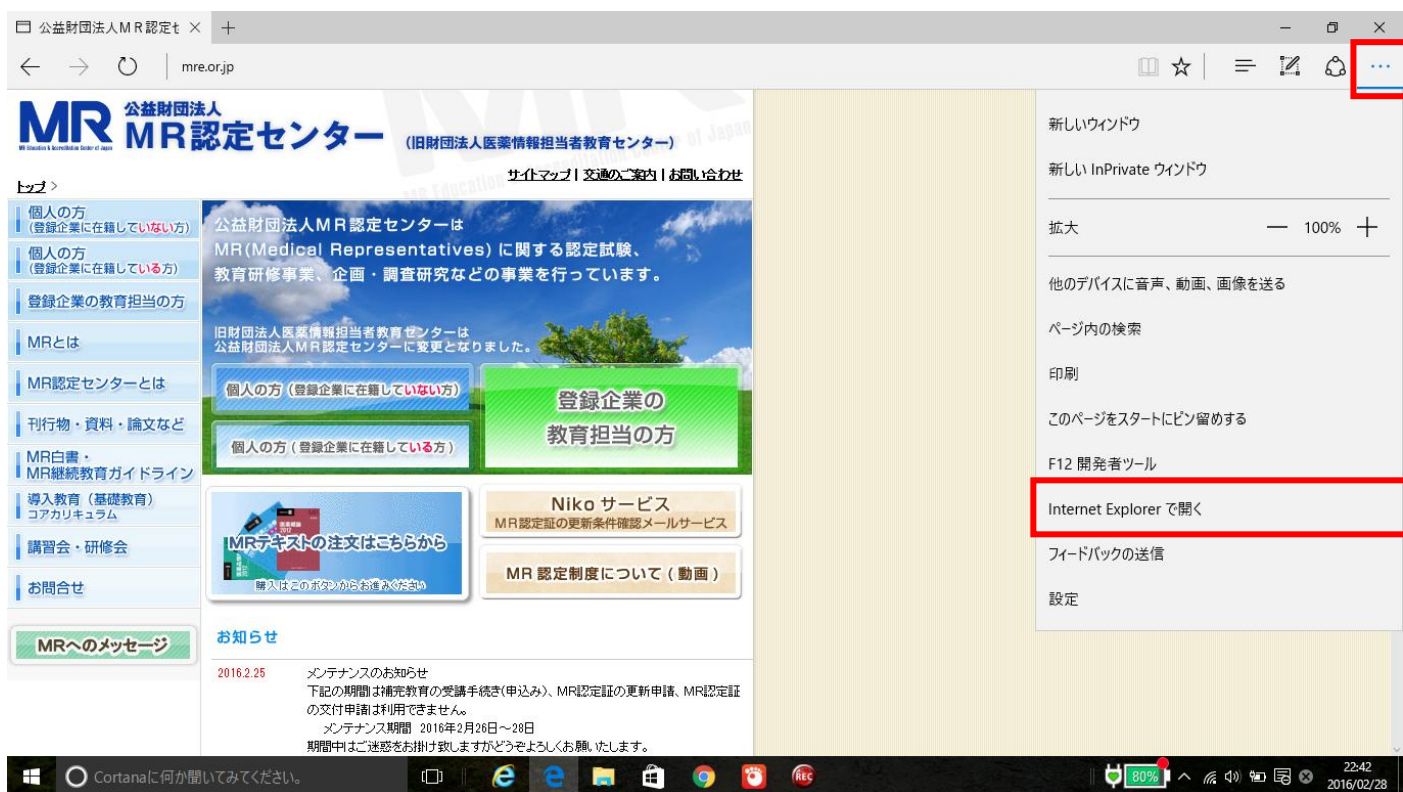 公益財団法人ＭＲ認定セ
mre.or.jp
MR
公益財団法人
MR認定センター
(旧財団法人医薬情報担当者教育センター)
サイトマップ | 交通のご案内 | お問い合わせ
トップ >
個人の方
(登録企業に在籍していない方)
個人の方
(登録企業に在籍している方)
登録企業の教育担当の方
MRとは
MR認定センターとは
刊行物・資料・論文など
MR白書・
MR継続教育ガイドライン
導入教育（基礎教育）
コアカリキュラム
講習会・研修会
お問合せ
MRへのメッセージ
公益財団法人ＭＲ認定センターは
MR(Medical Representatives) に関する認定試験、
教育研修事業、企画・調査研究などの事業を行っています。
旧財団法人医薬情報担当者教育センターは
公益財団法人ＭＲ認定センターに変更となりました。
個人の方 (登録企業に在籍していない方)
個人の方 ( 登録企業に在籍している方 )
登録企業の
教育担当の方
MRテキストの注文はこちらから
購入はこのボタンからお進みください
Niko サービス
MR認定証の更新条件確認メールサービス
MR 認定制度について ( 動画 )
お知らせ
2016.2.25 メンテナンスのお知らせ
下記の期間は補完教育の受講手続き(申込み)、MR認定証の更新申請、MR認定証
の交付申請は利用できません。
メンテナンス期間 2016年2月26日～28日
期間中はご迷惑をお掛け致しますがどうぞよろしくお願いいたします。
新しいウィンドウ
新しい InPrivate ウィンドウ
拡大 — 100% +
他のデバイスに音声、動画、画像を送る
ページ内の検索
印刷
このページをスタートにピン留めする
F12 開発者ツール
Internet Explorer で開く
フィードバックの送信
設定
Cortanaに何か聞いてみてください。
REC
80%
22:42
2016/02/28